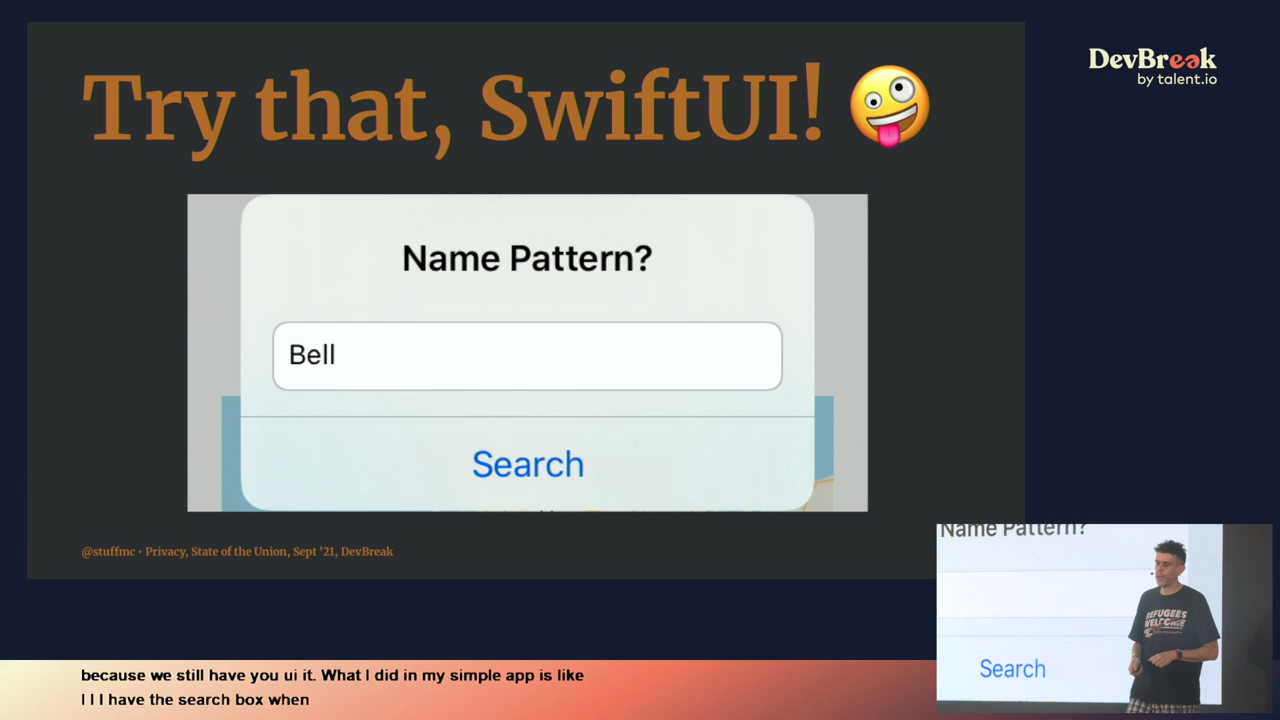 Try that, SwiftUI! 🤪
DevBreak
by talent.io
Name Pattern?
Bell
Search
@stuffmc • Privacy, State of the Union, Sept '21, DevBreak
Name Pattern?
REFUGEES
WELCOME
Search
because we still have you ui it. What I did in my simple app is like
I I I have the search box when